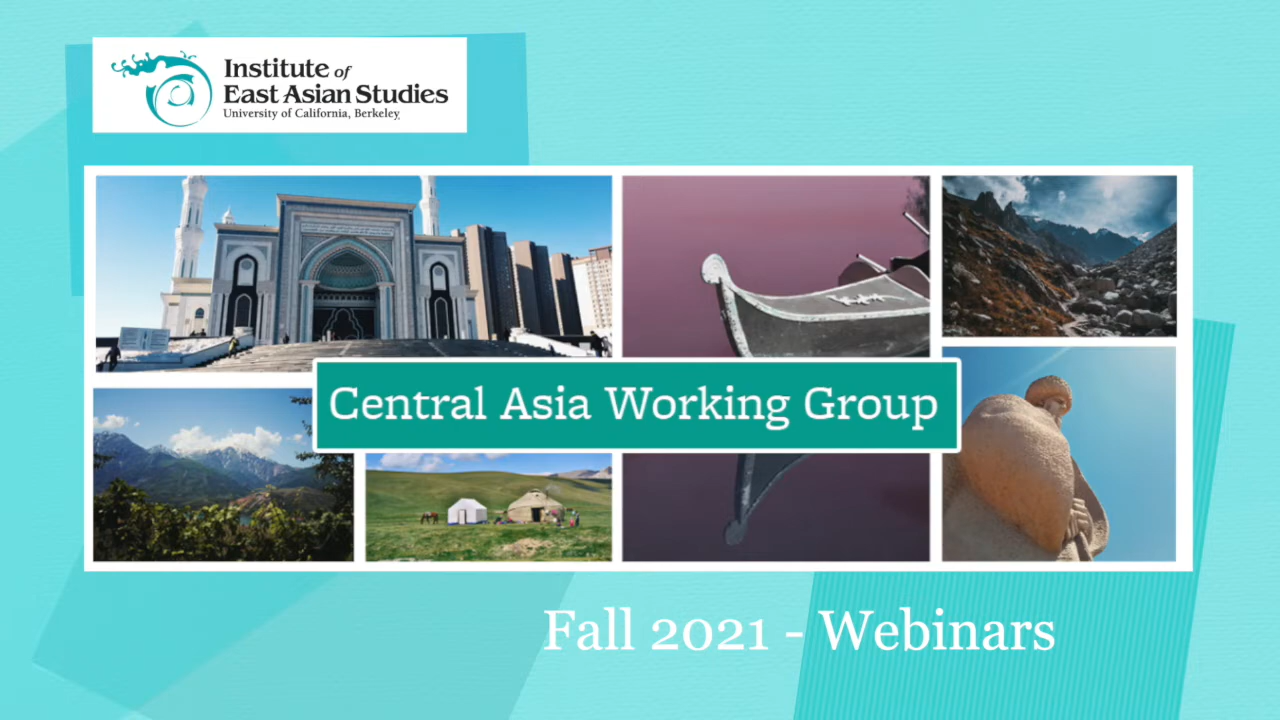 Institute of
East Asian Studies
University of California, Berkeley
Central Asia Working Group
Fall 2021 - Webinars